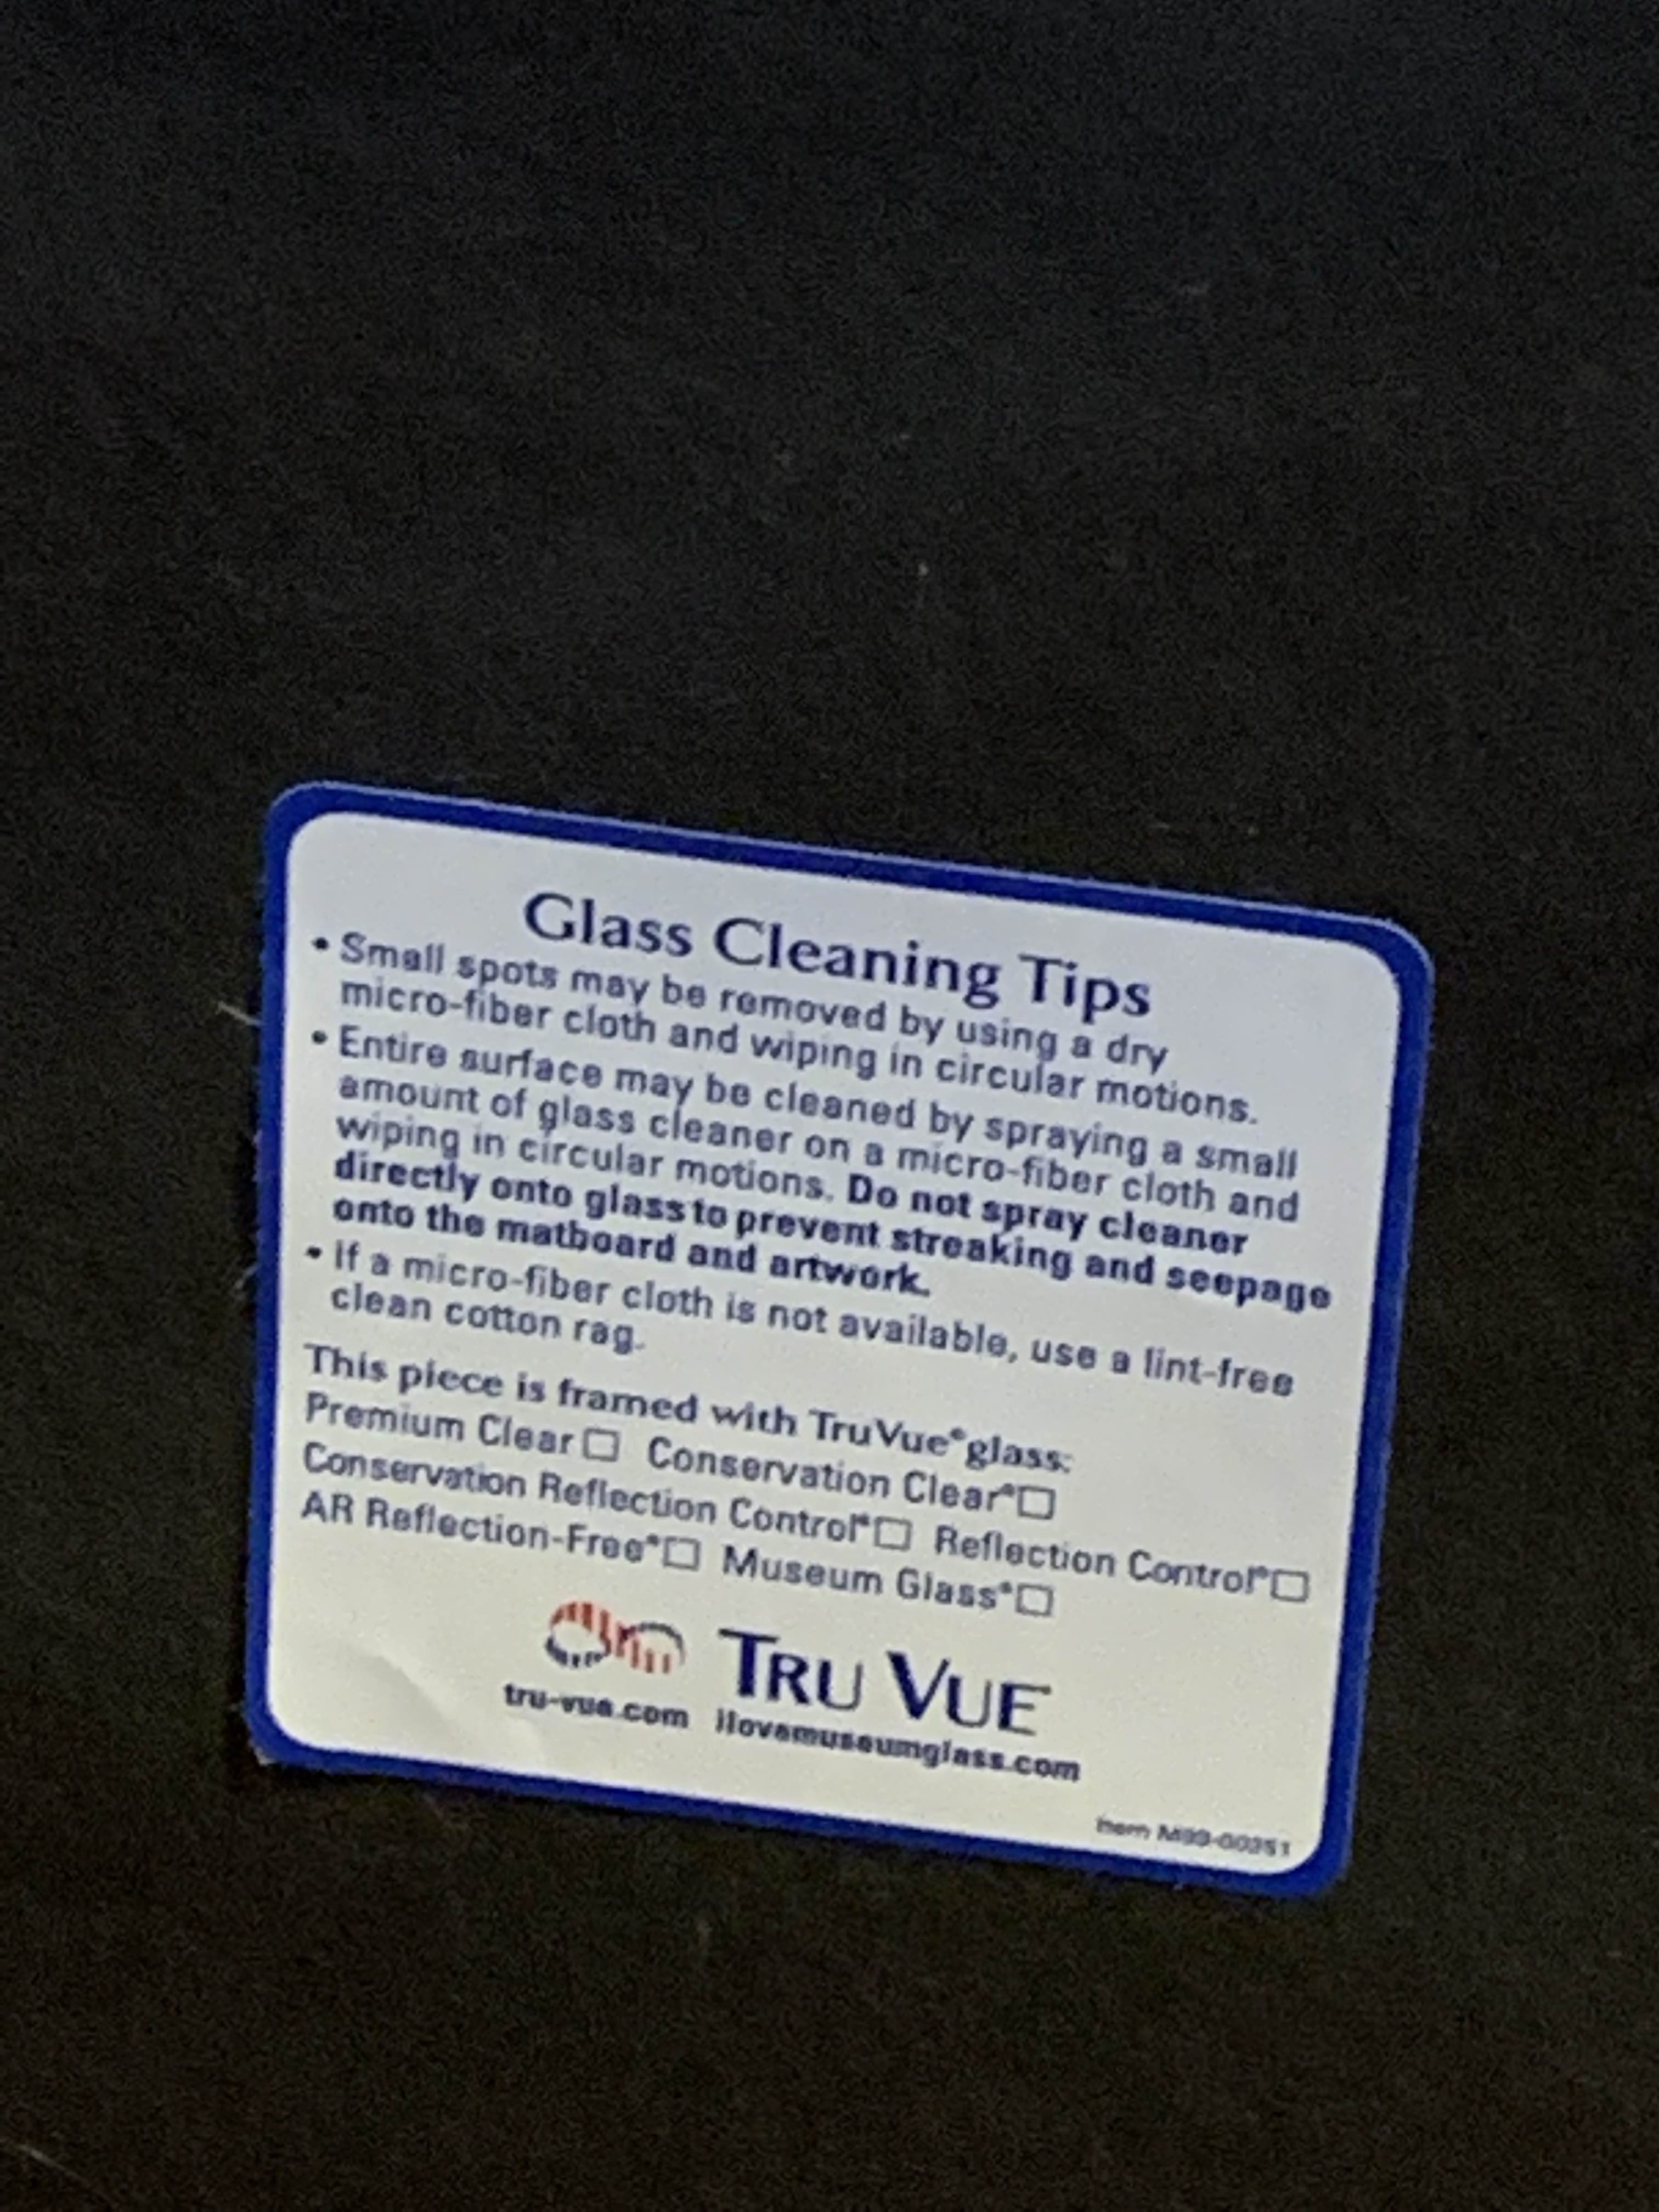 Glass Cleaning Tips
• Small spots may be removed by using a dry
micro-fiber cloth and wiping in circular motions.
• Entire surface may be cleaned by spraying a small
amount of glass cleaner on a micro-fiber cloth and
wiping in circular motions. Do not spray cleaner
directly onto glass to prevent streaking and seepage
onto the matboard and artwork.
• If a micro-fiber cloth is not available, use a lint-free
clean cotton rag.
This piece is framed with Tru Vue® glass:
Premium Clear ☐ Conservation Clear® ☐
Conservation Reflection Control® ☐ Reflection Control® ☐
AR Reflection-Free® ☐ Museum Glass® ☐
TRU VUE
tru-vue.com ilovemuseumglass.com
Item